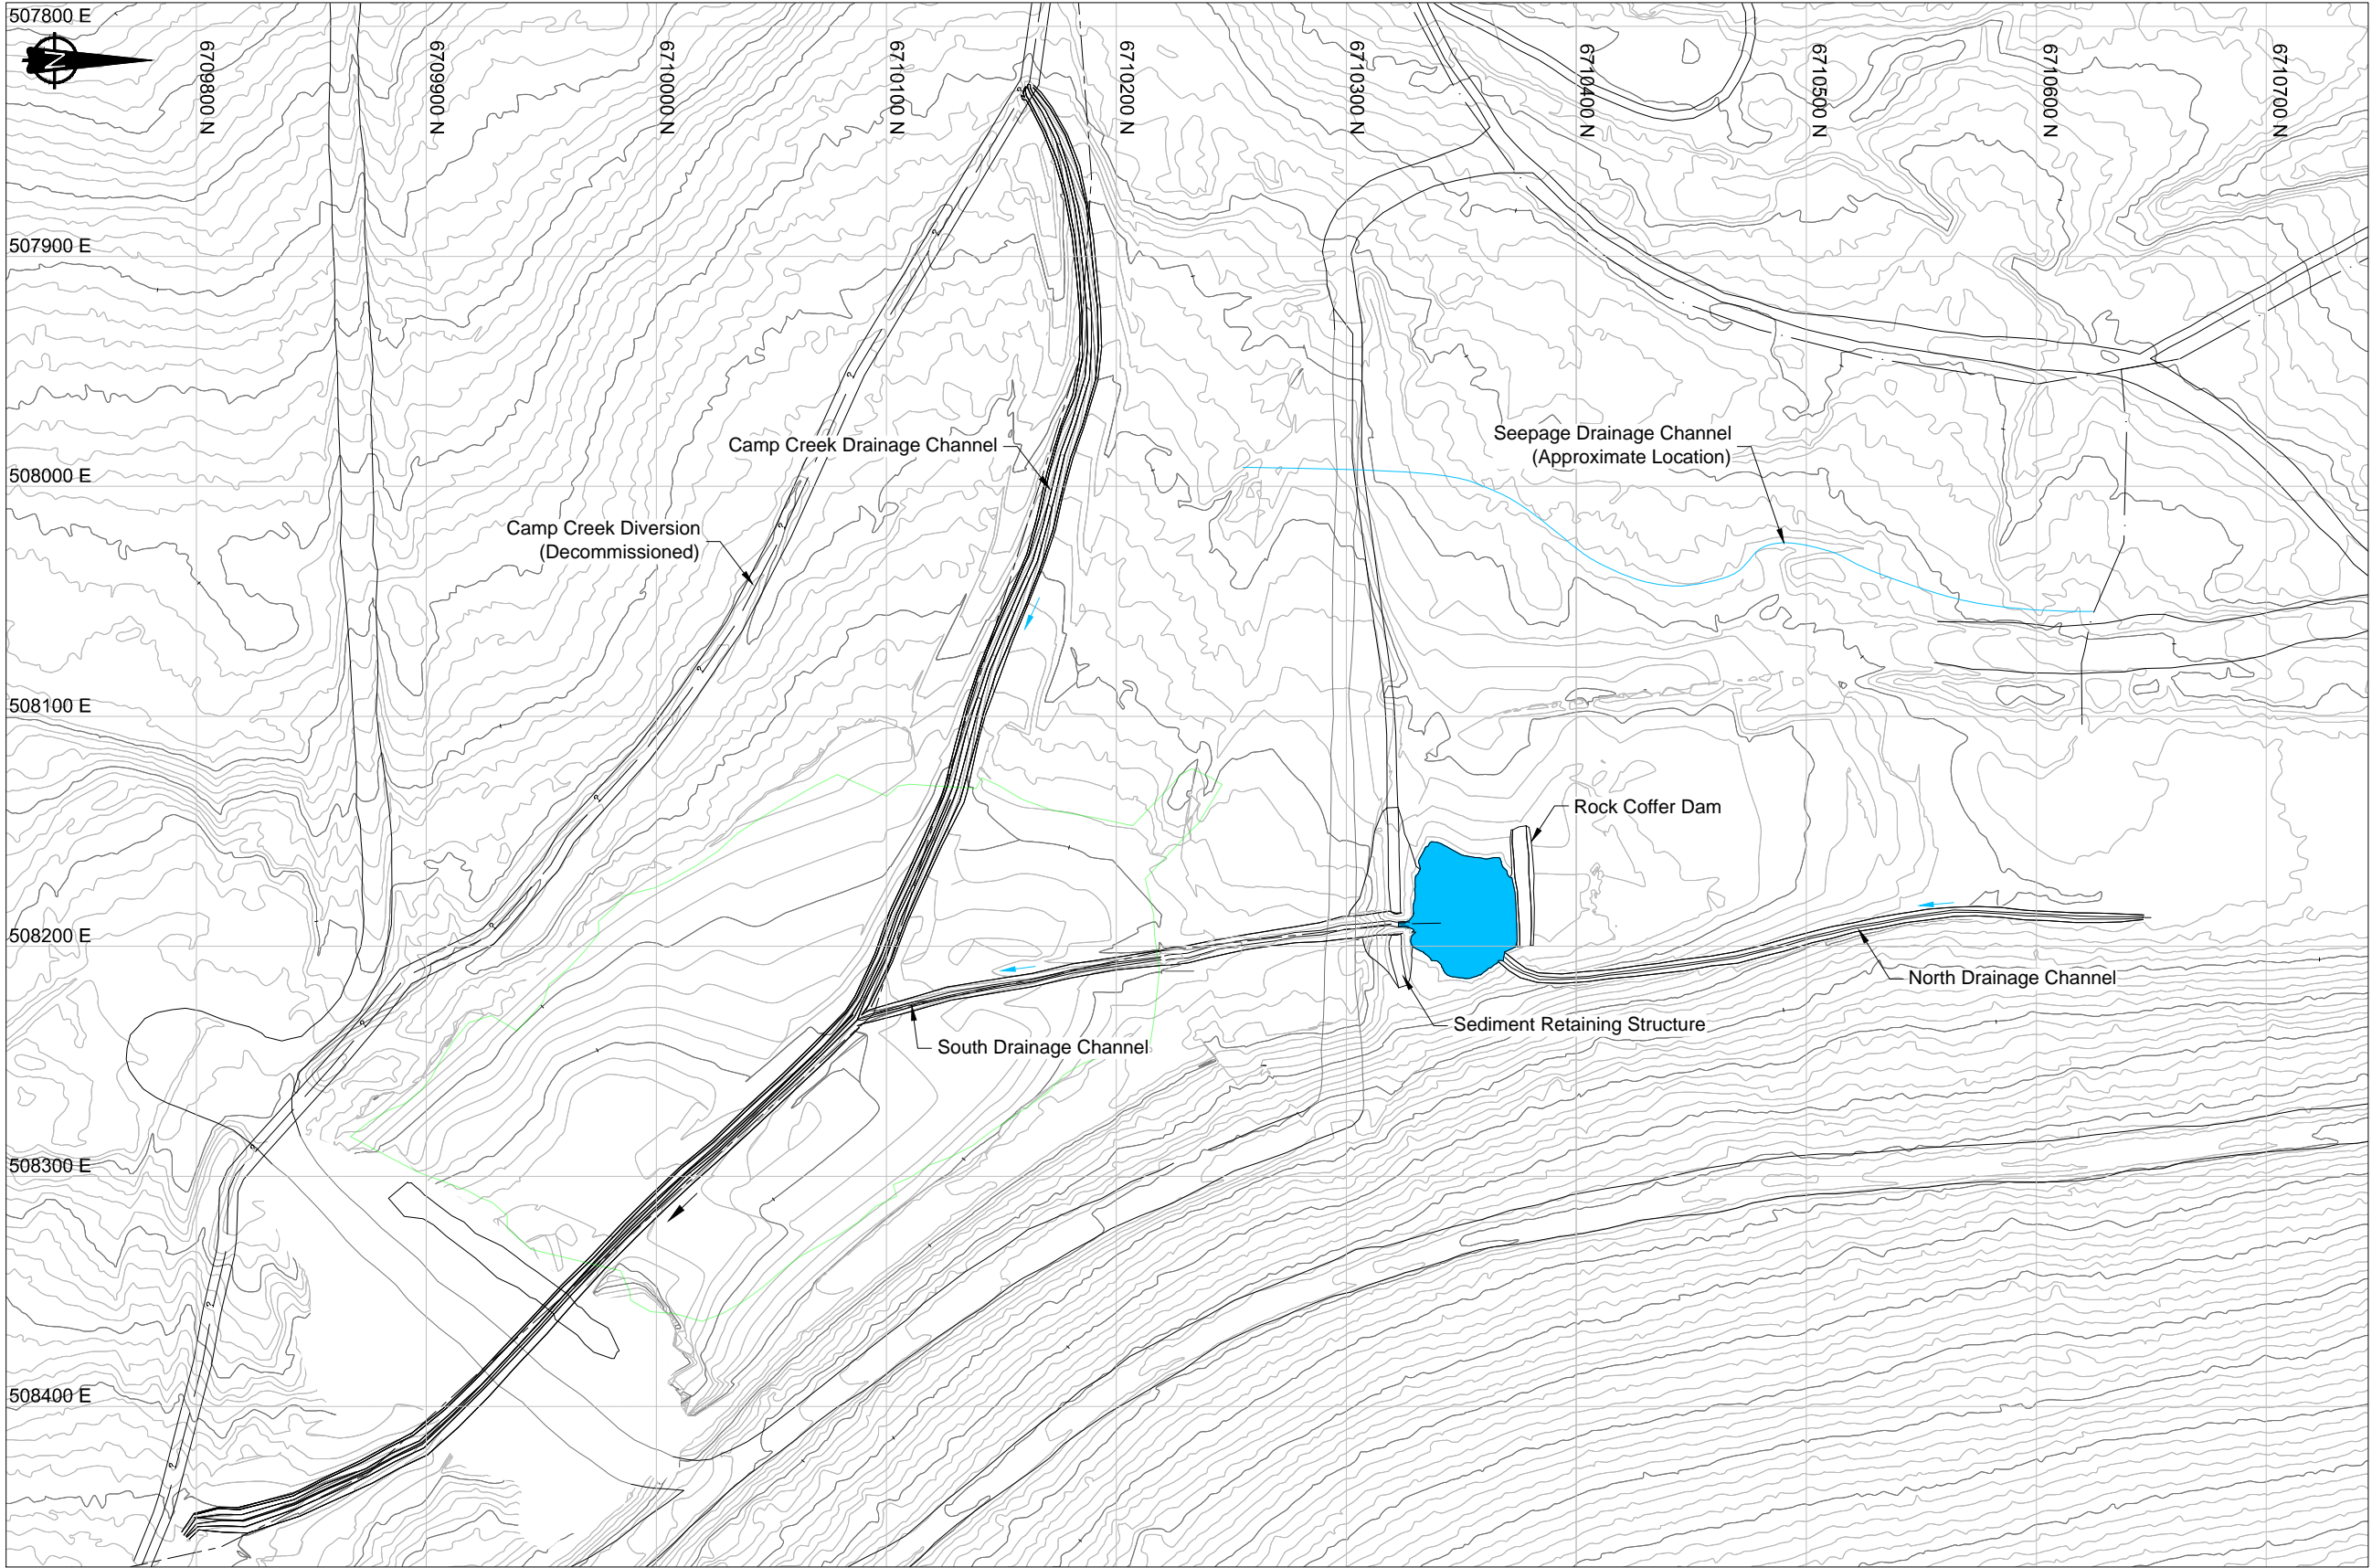 507800 E
N
6709800 N
6709900 N
6710000 N
6710100 N
6710200 N
6710300 N
6710400 N
6710500 N
6710600 N
6710700 N
507900 E
Camp Creek Drainage Channel
Seepage Drainage Channel
(Approximate Location)
508000 E
Camp Creek Diversion
(Decommissioned)
508100 E
Rock Coffer Dam
508200 E
North Drainage Channel
Sediment Retaining Structure
South Drainage Channel
508300 E
508400 E